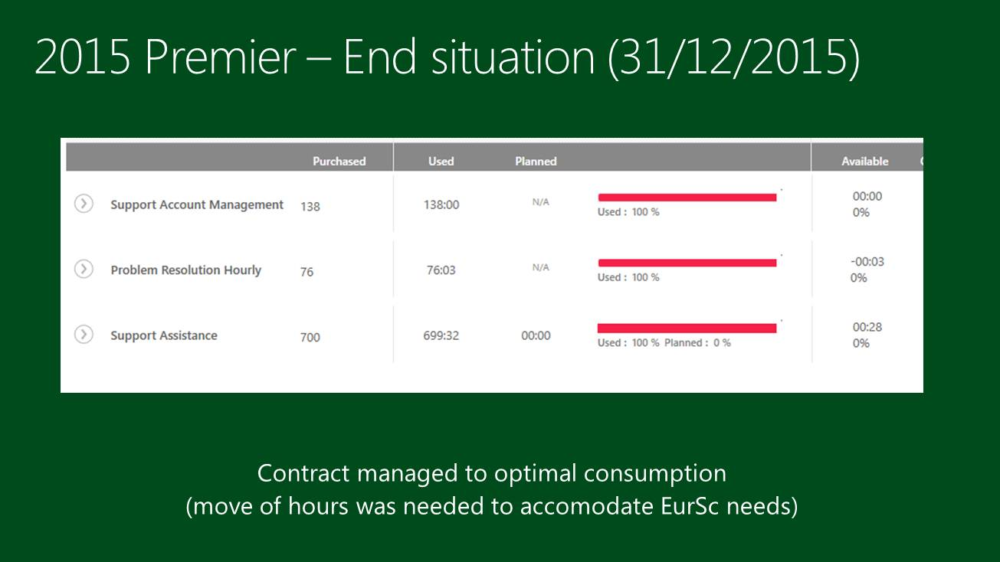 2015 Premier – End situation (31/12/2015)
Purchased Used Planned Available
Support Account Management 138 138:00 N/A Used : 100 % 00:00 0%
Problem Resolution Hourly 76 76:03 N/A Used : 100 % -00:03 0%
Support Assistance 700 699:32 00:00 Used : 100 % Planned : 0 % 00:28 0%
Contract managed to optimal consumption
(move of hours was needed to accomodate EurSc needs)